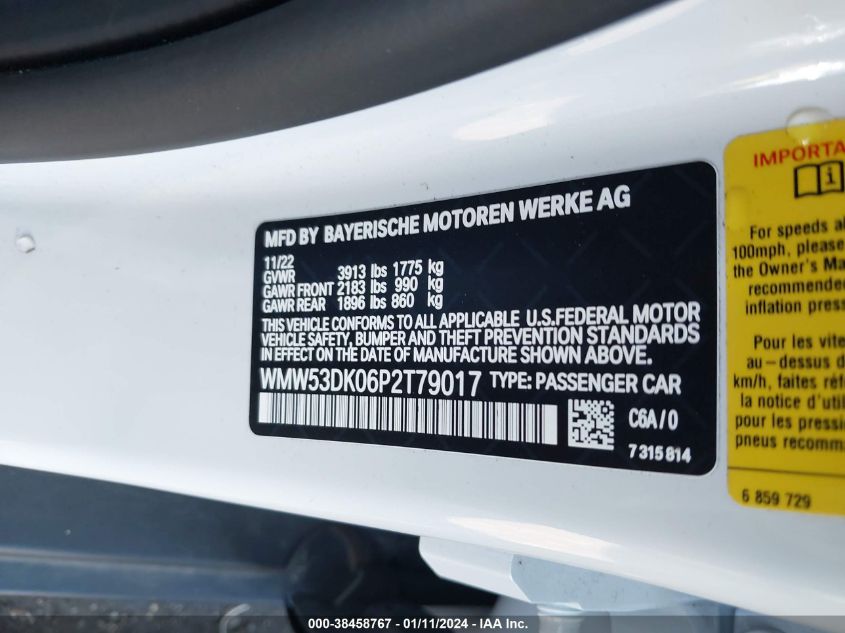 MFD BY BAYERISCHE MOTOREN WERKE AG
11/22
GVWR 3913 lbs 1775 kg
GAWR FRONT 2183 lbs 990 kg
GAWR REAR 1896 lbs 860 kg
THIS VEHICLE CONFORMS TO ALL APPLICABLE U.S.FEDERAL MOTOR
VEHICLE SAFETY, BUMPER AND THEFT PREVENTION STANDARDS
IN EFFECT ON THE DATE OF MANUFACTURE SHOWN ABOVE.
WMW53DK06P2T79017 TYPE: PASSENGER CAR
C6A/0
7 315 814
IMPORTA
i
For speeds a
100mph, please
the Owner's Ma
recommended
inflation press
Pour les vite
au-dessus de
km/h, faites réfé
la notice d'util
pour les pression
pneus recomm
6 859 729
000-38458767 - 01/11/2024 - IAA Inc.